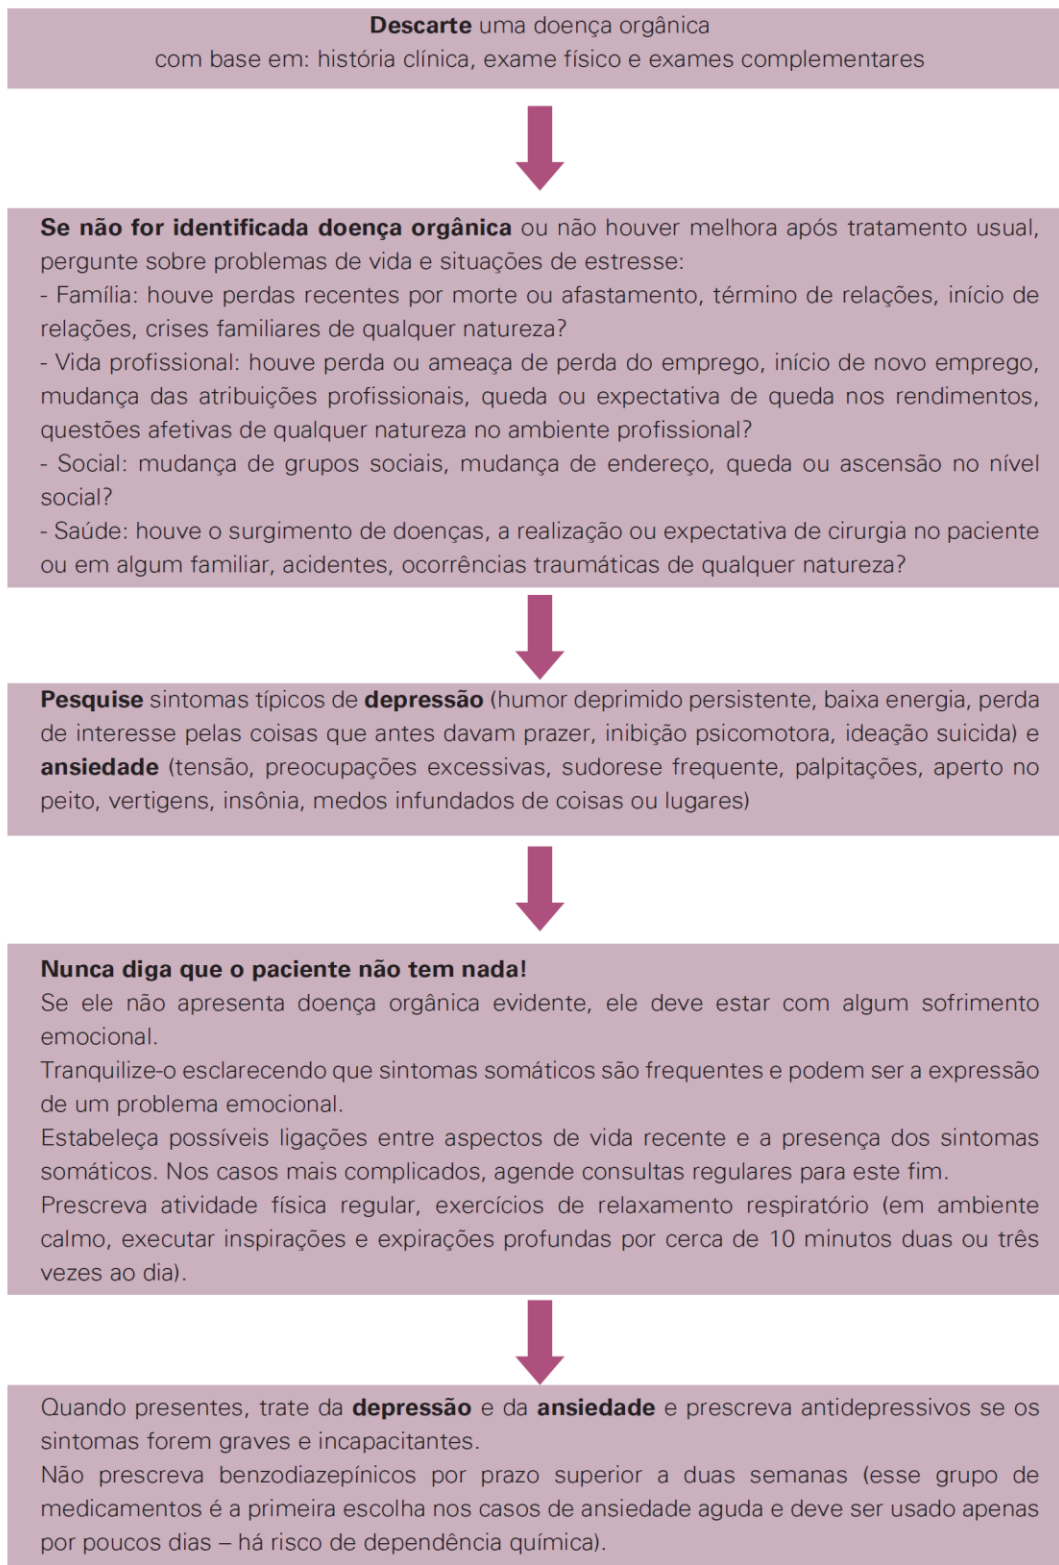 Descarte uma doença orgânica
com base em: história clínica, exame físico e exames complementares
Se não for identificada doença orgânica ou não houver melhora após tratamento usual,
pergunte sobre problemas de vida e situações de estresse:
- Família: houve perdas recentes por morte ou afastamento, término de relações, início de
relações, crises familiares de qualquer natureza?
- Vida profissional: houve perda ou ameaça de perda do emprego, início de novo emprego,
mudança das atribuições profissionais, queda ou expectativa de queda nos rendimentos,
questões afetivas de qualquer natureza no ambiente profissional?
- Social: mudança de grupos sociais, mudança de endereço, queda ou ascensão no nível
social?
- Saúde: houve o surgimento de doenças, a realização ou expectativa de cirurgia no paciente
ou em algum familiar, acidentes, ocorrências traumáticas de qualquer natureza?
Pesquise sintomas típicos de depressão (humor deprimido persistente, baixa energia, perda
de interesse pelas coisas que antes davam prazer, inibição psicomotora, ideação suicida) e
ansiedade (tensão, preocupações excessivas, sudorese frequente, palpitações, aperto no
peito, vertigens, insônia, medos infundados de coisas ou lugares)
Nunca diga que o paciente não tem nada!
Se ele não apresenta doença orgânica evidente, ele deve estar com algum sofrimento
emocional.
Tranquilize-o esclarecendo que sintomas somáticos são frequentes e podem ser a expressão
de um problema emocional.
Estabeleça possíveis ligações entre aspectos de vida recente e a presença dos sintomas
somáticos. Nos casos mais complicados, agende consultas regulares para este fim.
Prescreva atividade física regular, exercícios de relaxamento respiratório (em ambiente
calmo, executar inspirações e expirações profundas por cerca de 10 minutos duas ou três
vezes ao dia).
Quando presentes, trate da depressão e da ansiedade e prescreva antidepressivos se os
sintomas forem graves e incapacitantes.
Não prescreva benzodiazepínicos por prazo superior a duas semanas (esse grupo de
medicamentos é a primeira escolha nos casos de ansiedade aguda e deve ser usado apenas
por poucos dias – há risco de dependência química).